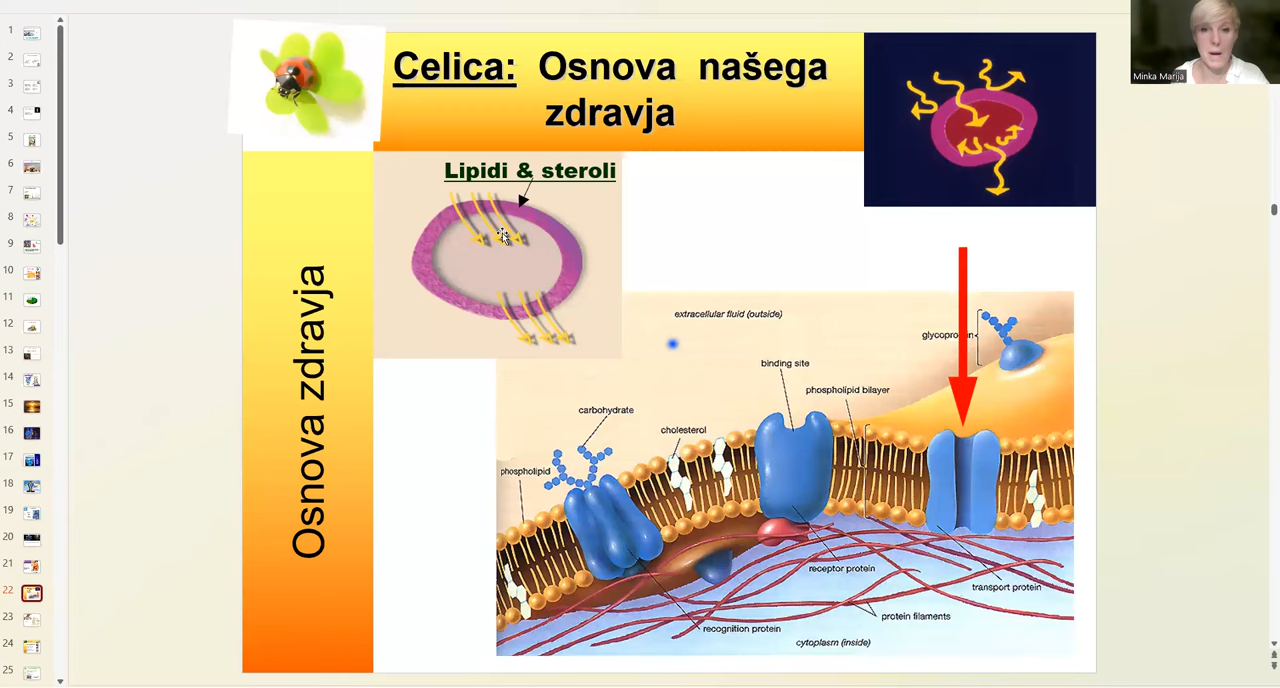 1
2
3
4
5
6
7
8
9
10
11
12
13
14
15
16
17
18
19
20
21
22
23
24
25
Celica: Osnova našega
zdravja
Minka Marija
Osnova zdravja
Lipidi & steroli
extracellular fluid (outside)
glycoprotein
binding site
phospholipid bilayer
carbohydrate
cholesterol
phospholipid
receptor protein
transport protein
protein filaments
recognition protein
cytoplasm (inside)